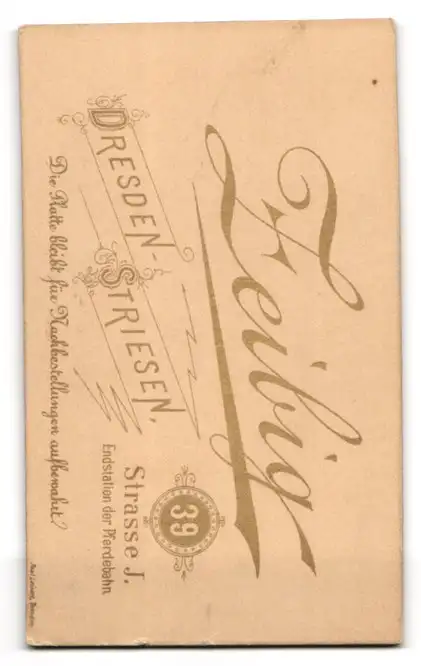 Zeibig
DRESDEN-
STRIESEN,
39
Strasse J.
Endstation der Pferdebahn
Die Platte bleibt für Nachbestellungen aufbewahrt!